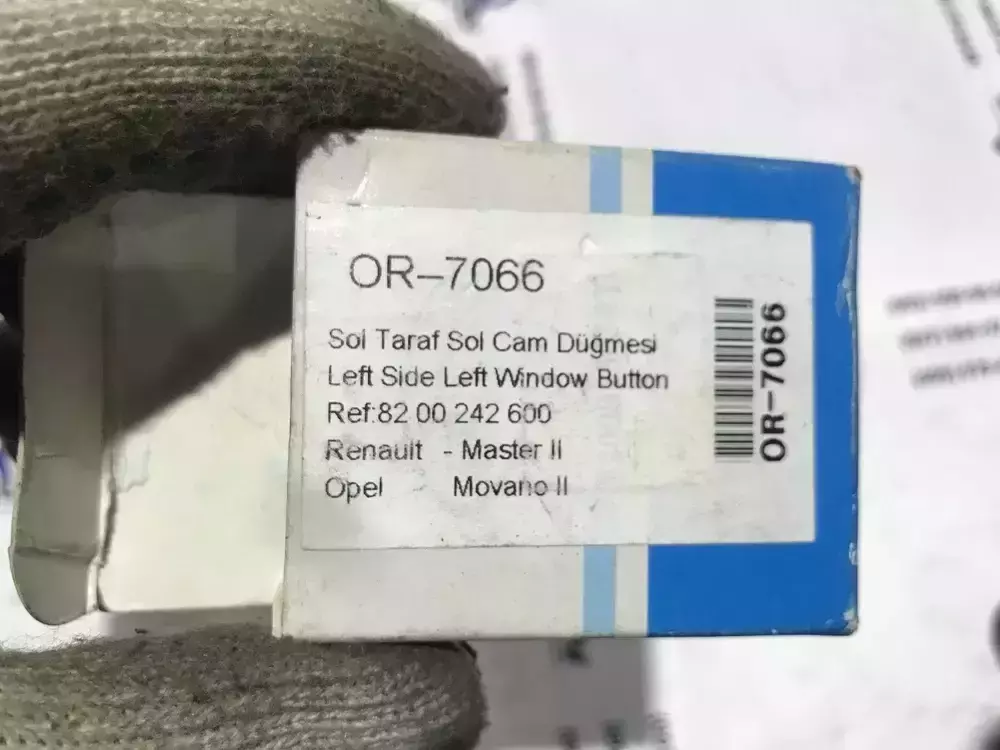 OR-7066
Sol Taraf Sol Cam Düğmesi
Left Side Left Window Button
Ref:82 00 242 600
Renault - Master II
Opel Movano II
OR-7066